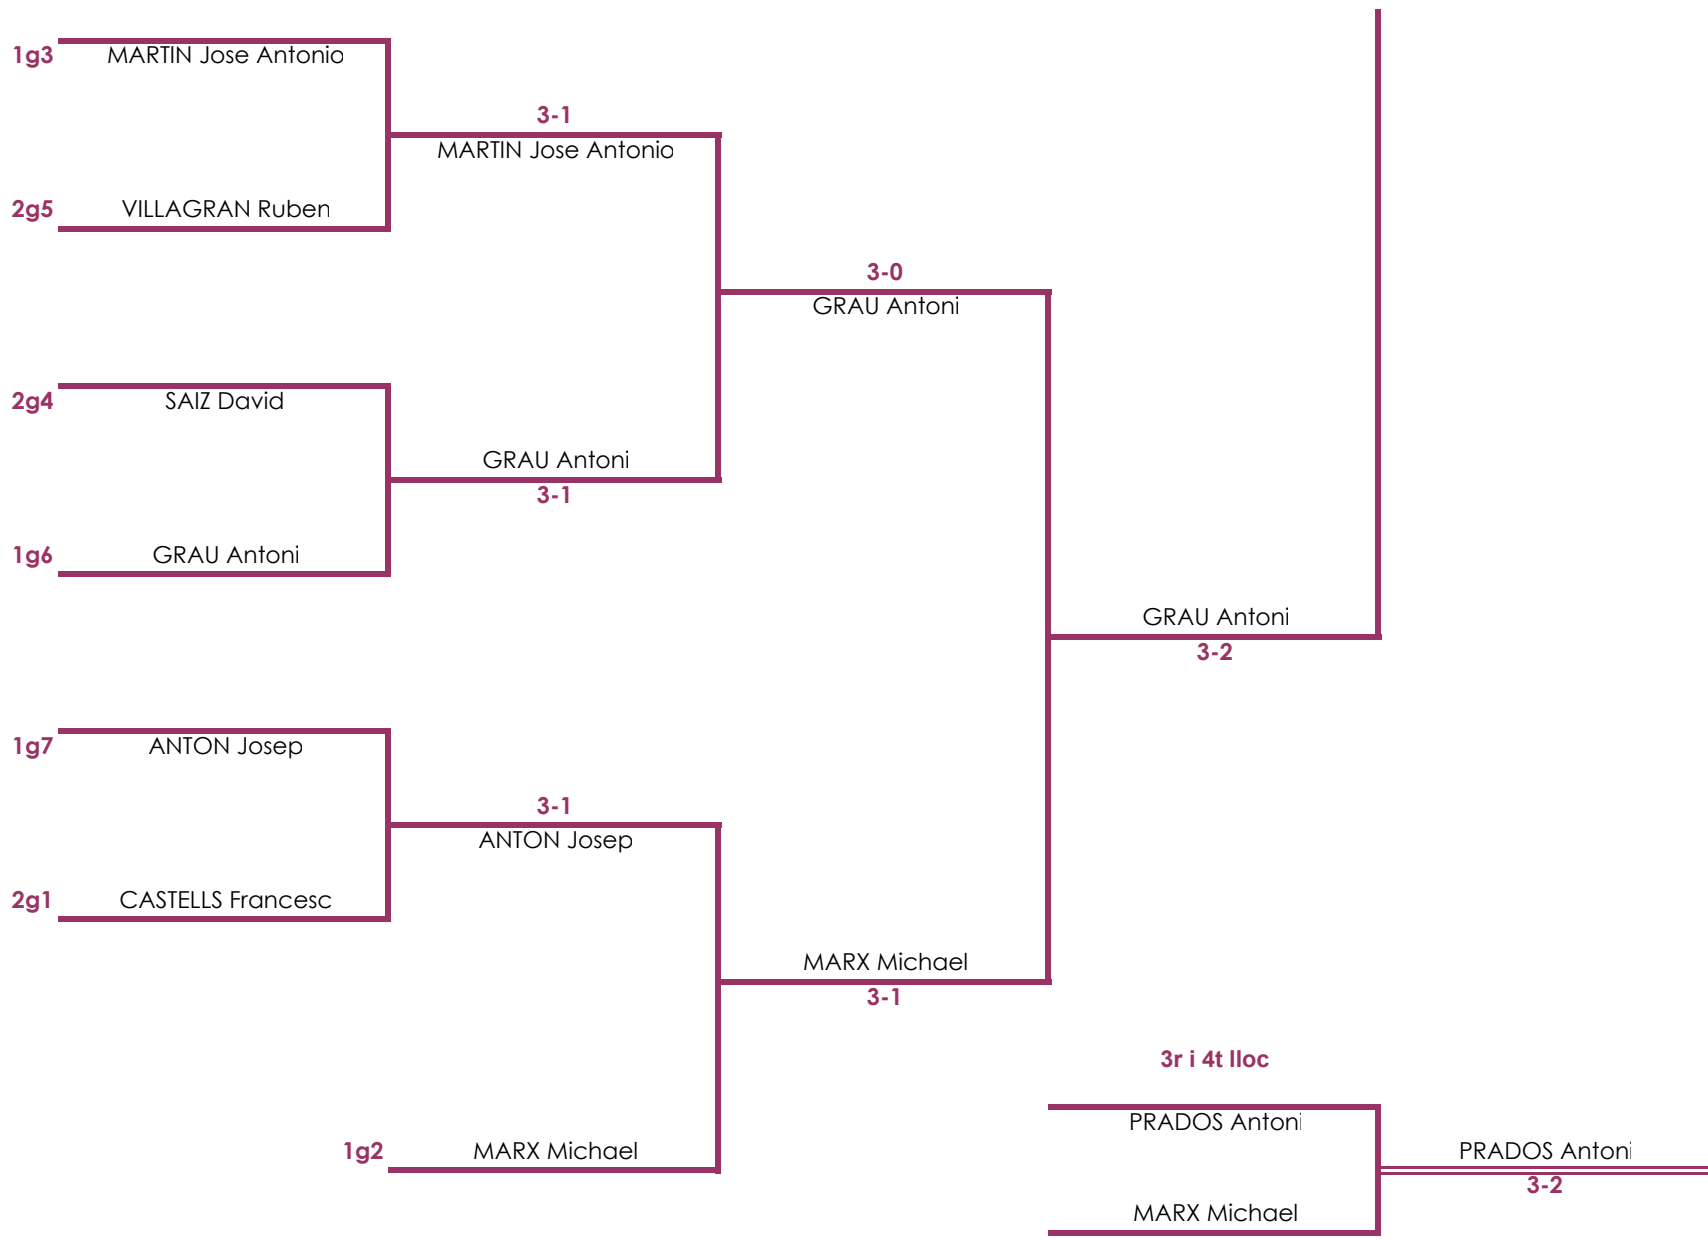 1g3 MARTIN Jose Antonio
3-1
MARTIN Jose Antonio
2g5 VILLAGRAN Ruben
3-0
GRAU Antoni
2g4 SAIZ David
GRAU Antoni
3-1
1g6 GRAU Antoni
GRAU Antoni
3-2
1g7 ANTON Josep
3-1
ANTON Josep
2g1 CASTELLS Francesc
MARX Michael
3-1
3r i 4t lloc
PRADOS Antoni
1g2 MARX Michael
PRADOS Antoni
3-2
MARX Michael